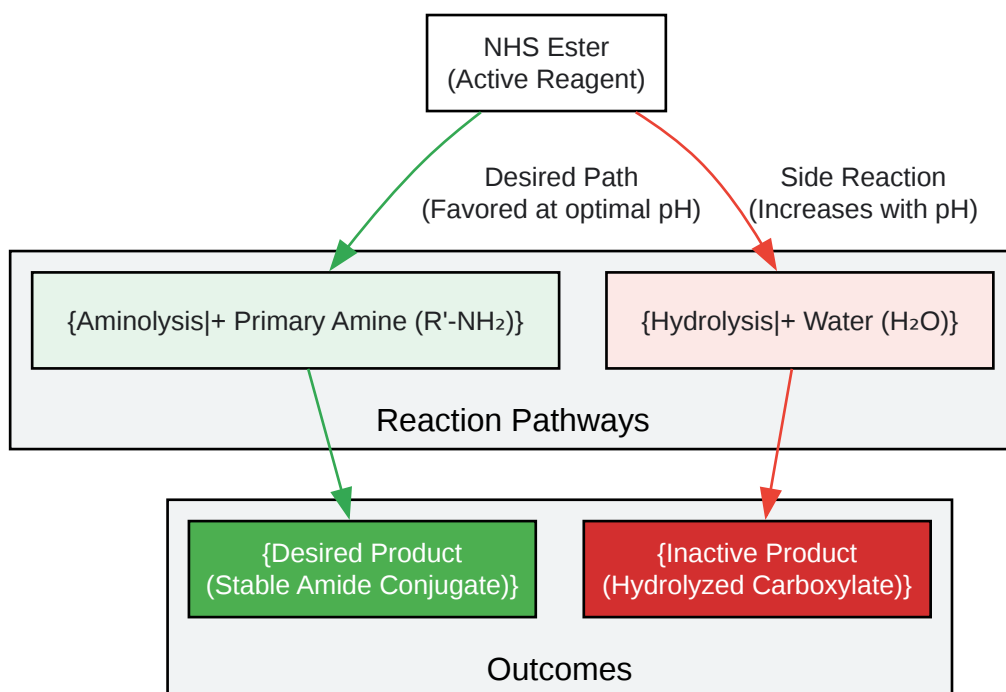 NHS Ester
(Active Reagent)
Desired Path
(Favored at optimal pH)
Side Reaction
(Increases with pH)
{Aminolysis|+ Primary Amine (R'-NH₂)}
{Hydrolysis|+ Water (H₂O)}
Reaction Pathways
{Desired Product
(Stable Amide Conjugate)}
{Inactive Product
(Hydrolyzed Carboxylate)}
Outcomes